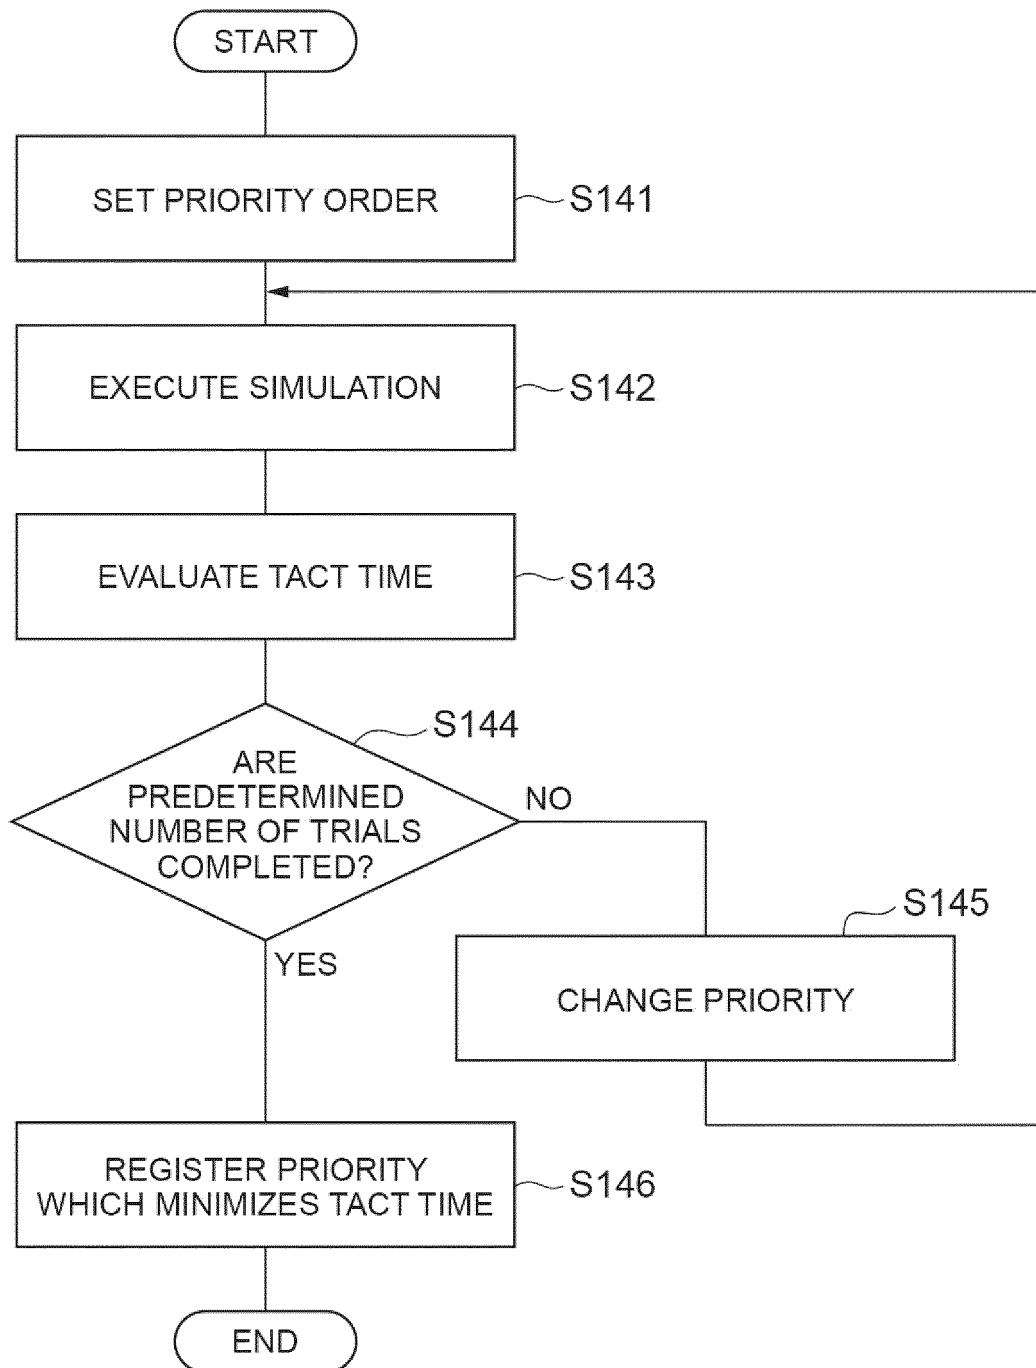 START
SET PRIORITY ORDER
S141
EXECUTE SIMULATION
S142
EVALUATE TACT TIME
S143
S144
ARE
PREDETERMINED
NUMBER OF TRIALS
COMPLETED?
NO
YES
S145
CHANGE PRIORITY
REGISTER PRIORITY
WHICH MINIMIZES TACT TIME
S146
END